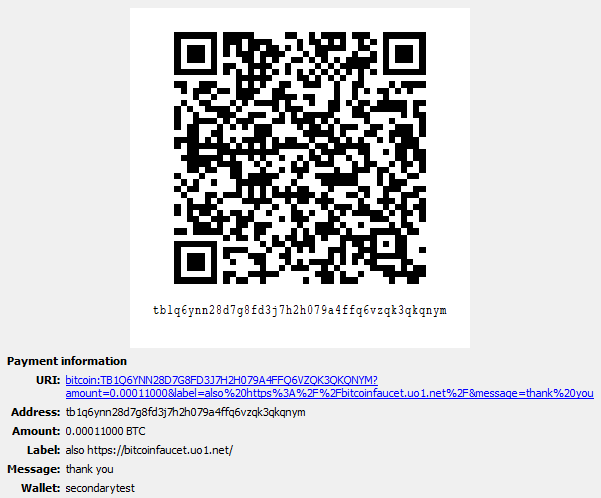 tb1q6ynn28d7g8fd3j7h2h079a4ffq6vzqk3qkqnym
Payment information
URI: bitcoin:TB1Q6YNN28D7G8FD3J7H2H079A4FFQ6VZQK3QKQNYM?
amount=0.00011000&label=also%20https%3A%2F%2Fbitcoinfaucet.uo1.net%2F&message=thank%20you
Address: tb1q6ynn28d7g8fd3j7h2h079a4ffq6vzqk3qkqnym
Amount: 0.00011000 BTC
Label: also https://bitcoinfaucet.uo1.net/
Message: thank you
Wallet: secondarytest